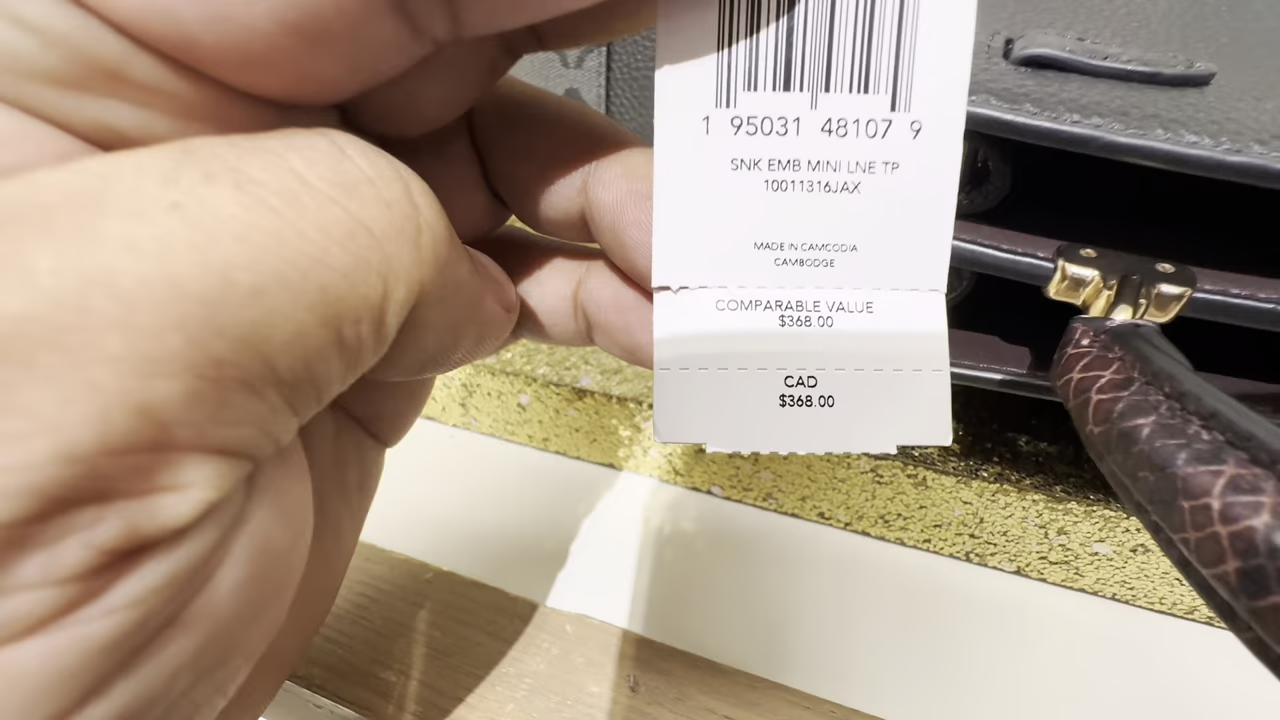 1 95031 48107 9
SNK EMB MINI LNE TP
10011316JAX
MADE IN CAMCODIA
CAMBODGE
COMPARABLE VALUE
$368.00
CAD
$368.00